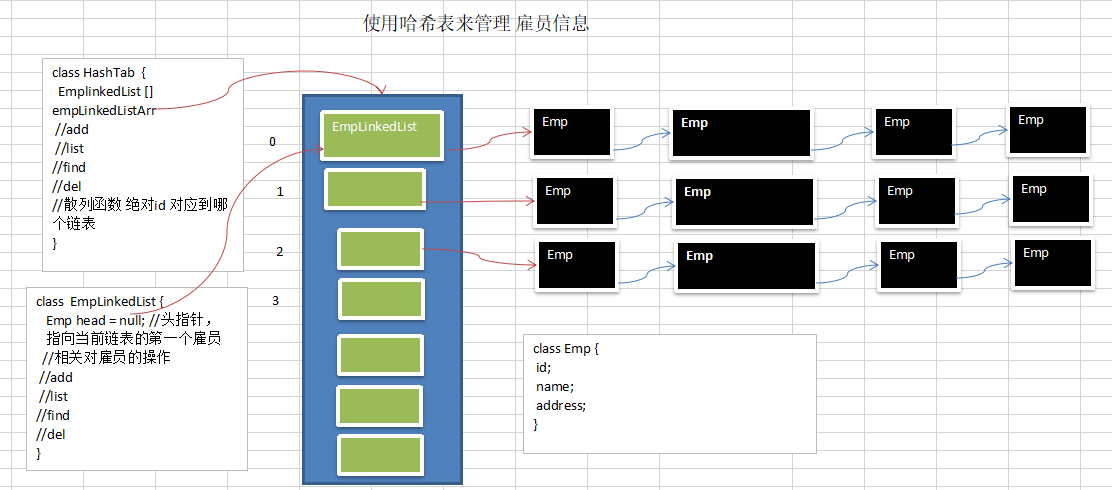 使用哈希表来管理 雇员信息
class HashTab {
EmplinkedList []
empLinkedListArr
//add
//list
//find
//del
//散列函数 绝对id 对应到哪
个链表
}
class EmpLinkedList {
Emp head = null; //头指针，
指向当前链表的第一个雇员
//相关对雇员的操作
//add
//list
//find
//del
}
0
1
2
3
EmpLinkedList
Emp
Emp
Emp
Emp
Emp
Emp
Emp
Emp
Emp
Emp
Emp
Emp
class Emp {
id;
name;
address;
}